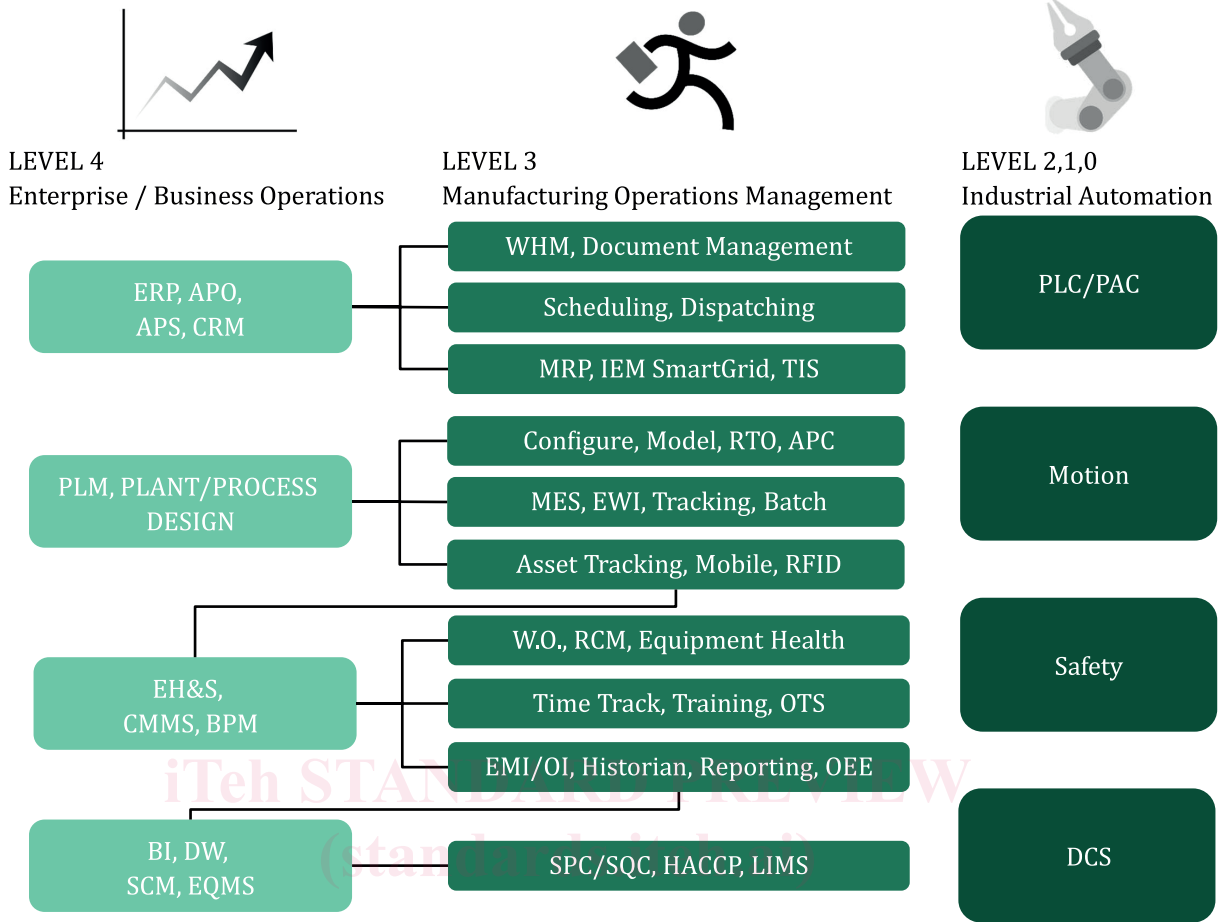 LEVEL 4
Enterprise / Business Operations
LEVEL 3
Manufacturing Operations Management
LEVEL 2,1,0
Industrial Automation
ERP, APO,
APS, CRM
WHM, Document Management
Scheduling, Dispatching
MRP, IEM SmartGrid, TIS
PLC/PAC
PLM, PLANT/PROCESS
DESIGN
Configure, Model, RTO, APC
MES, EWI, Tracking, Batch
Asset Tracking, Mobile, RFID
Motion
EH&S,
CMMS, BPM
W.O., RCM, Equipment Health
Time Track, Training, OTS
EMI/OI, Historian, Reporting, OEE
Safety
iTeh STANDARD PREVIEW
(standards.iteh.ai)
BI, DW,
SCM, EQMS
SPC/SQC, HACCP, LIMS
DCS